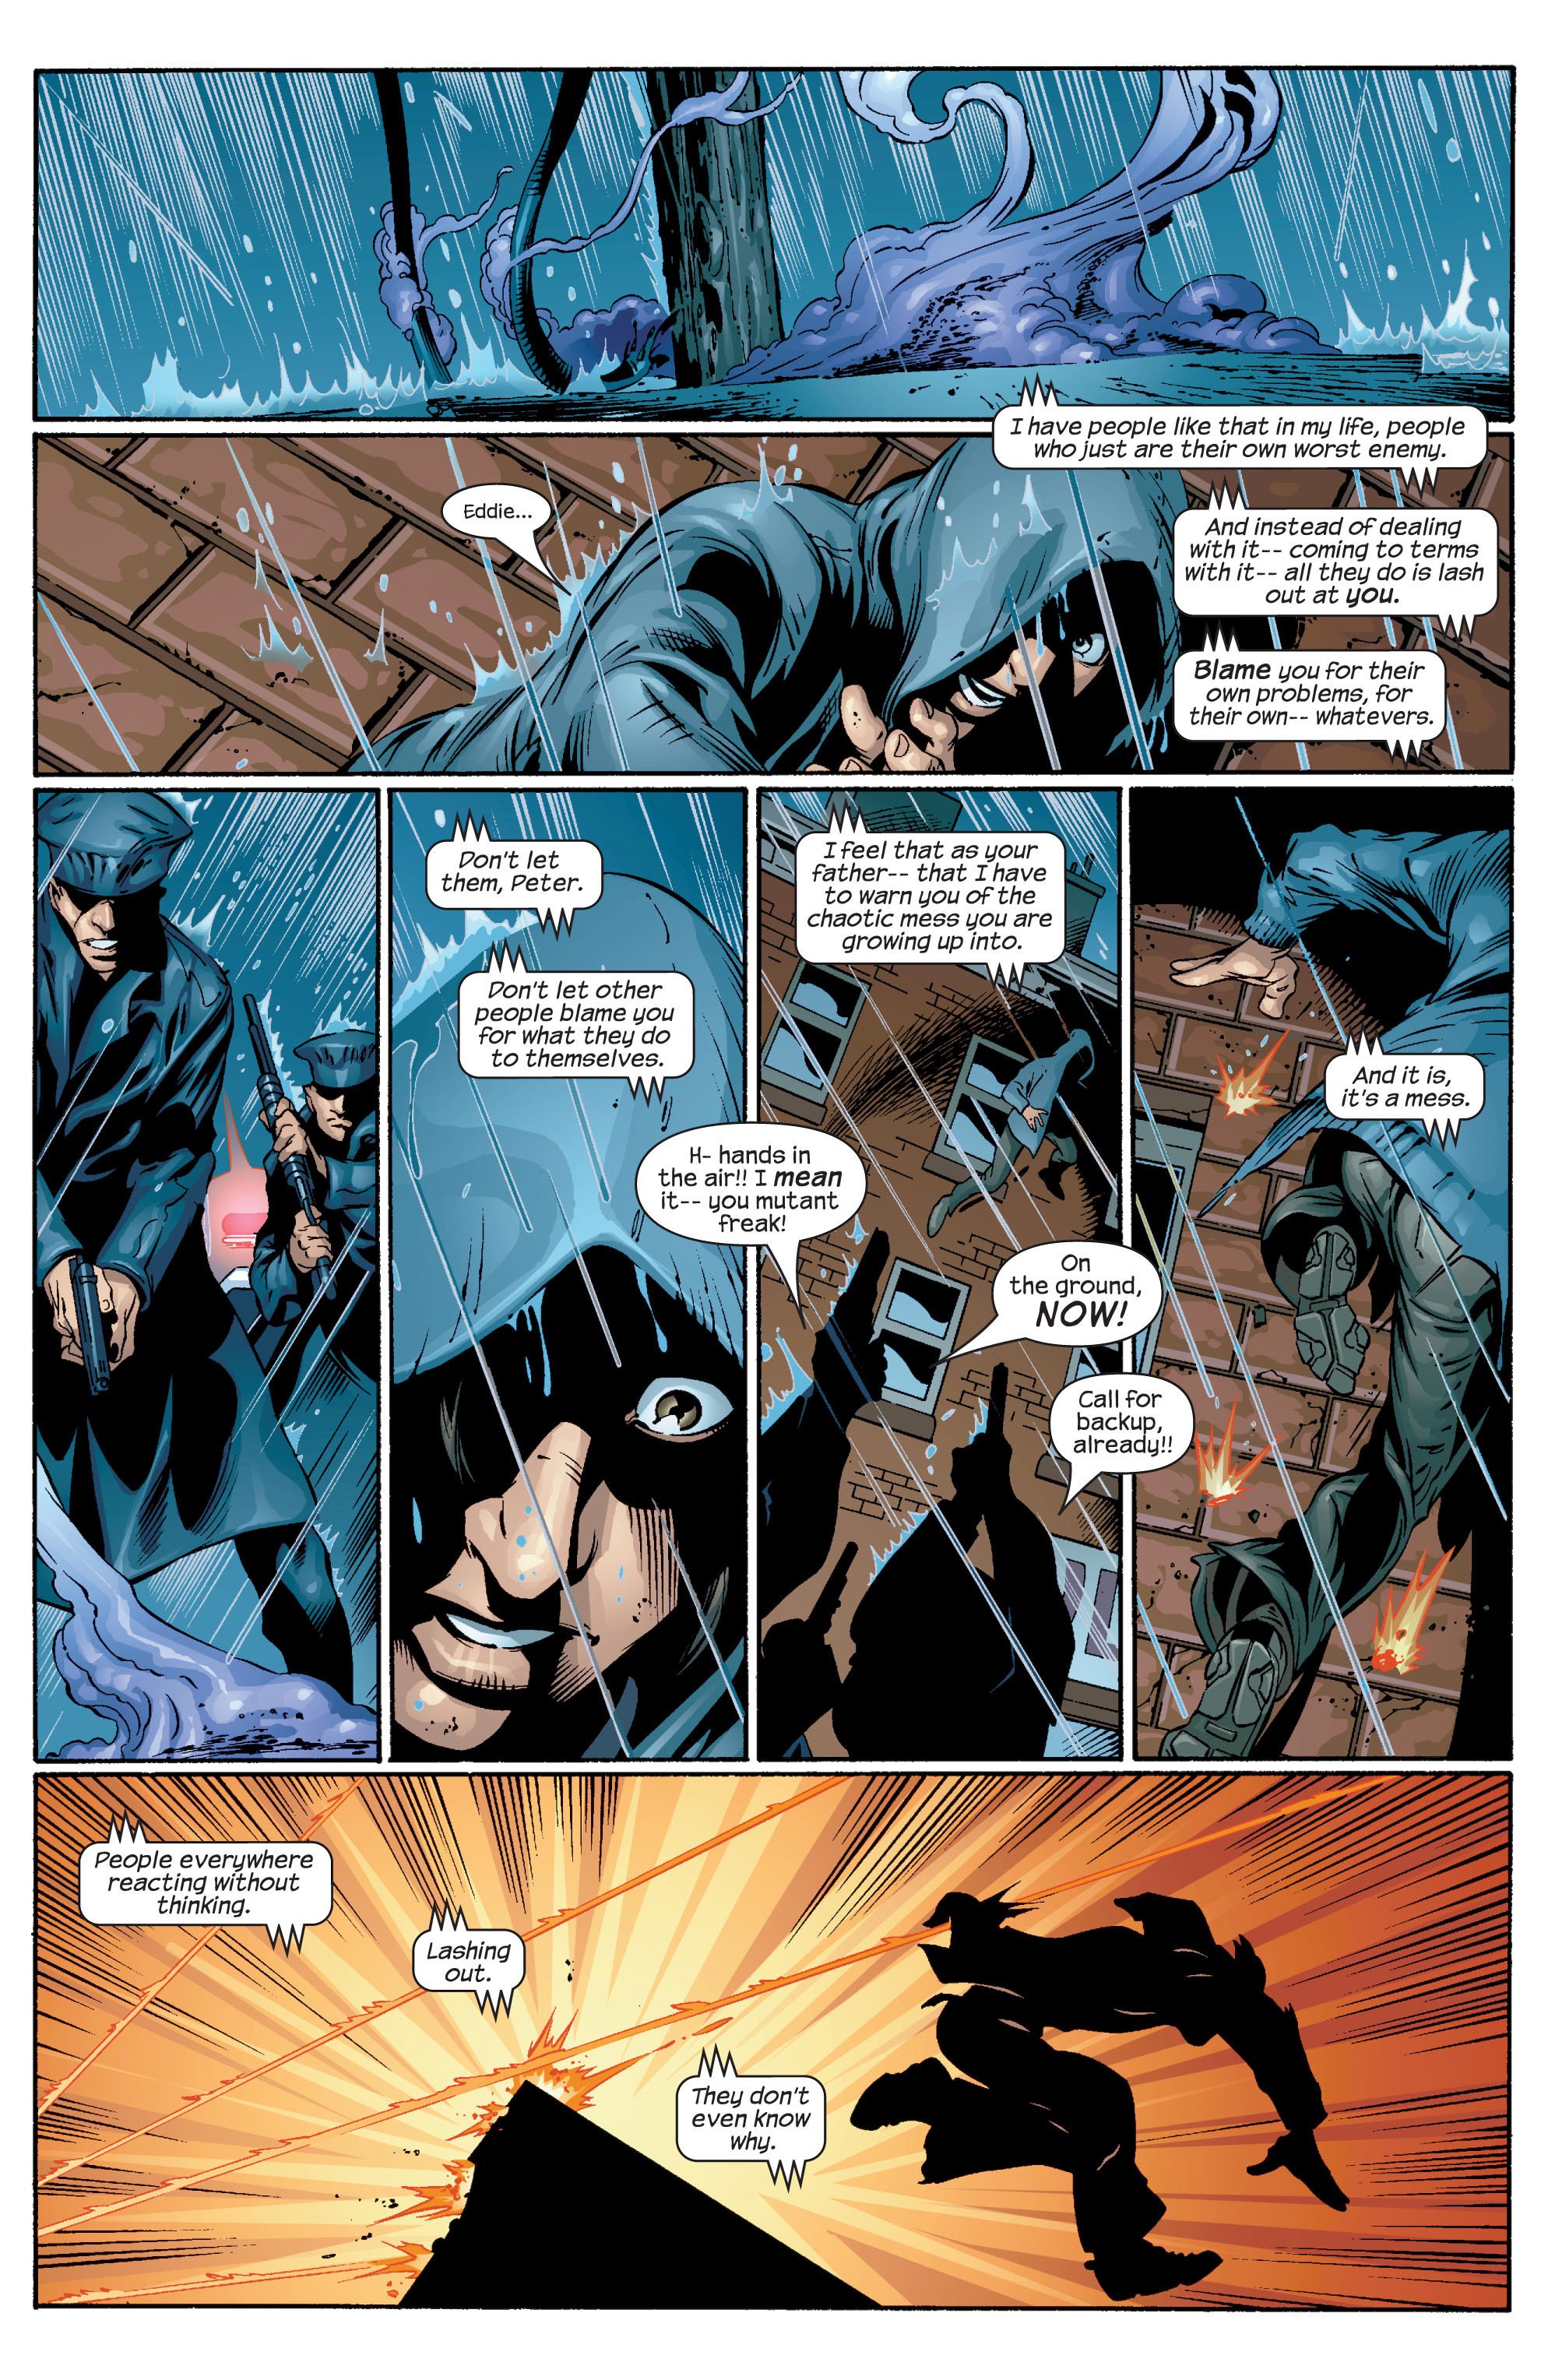 I have people like that in my life, people
who just are their own worst enemy.
Eddie...
And instead of dealing
with it-- coming to terms
with it-- all they do is lash
out at you.
Blame you for their
own problems, for
their own-- whatevers.
Don't let
them, Peter.
Don't let other
people blame you
for what they do
to themselves.
I feel that as your
father-- that I have
to warn you of the
chaotic mess you are
growing up into.
H- hands in
the air!! I mean
it-- you mutant
freak!
On
the ground,
NOW!
Call for
backup,
already!!
And it is,
it's a mess.
People everywhere
reacting without
thinking.
Lashing
out.
They don't
even know
why.